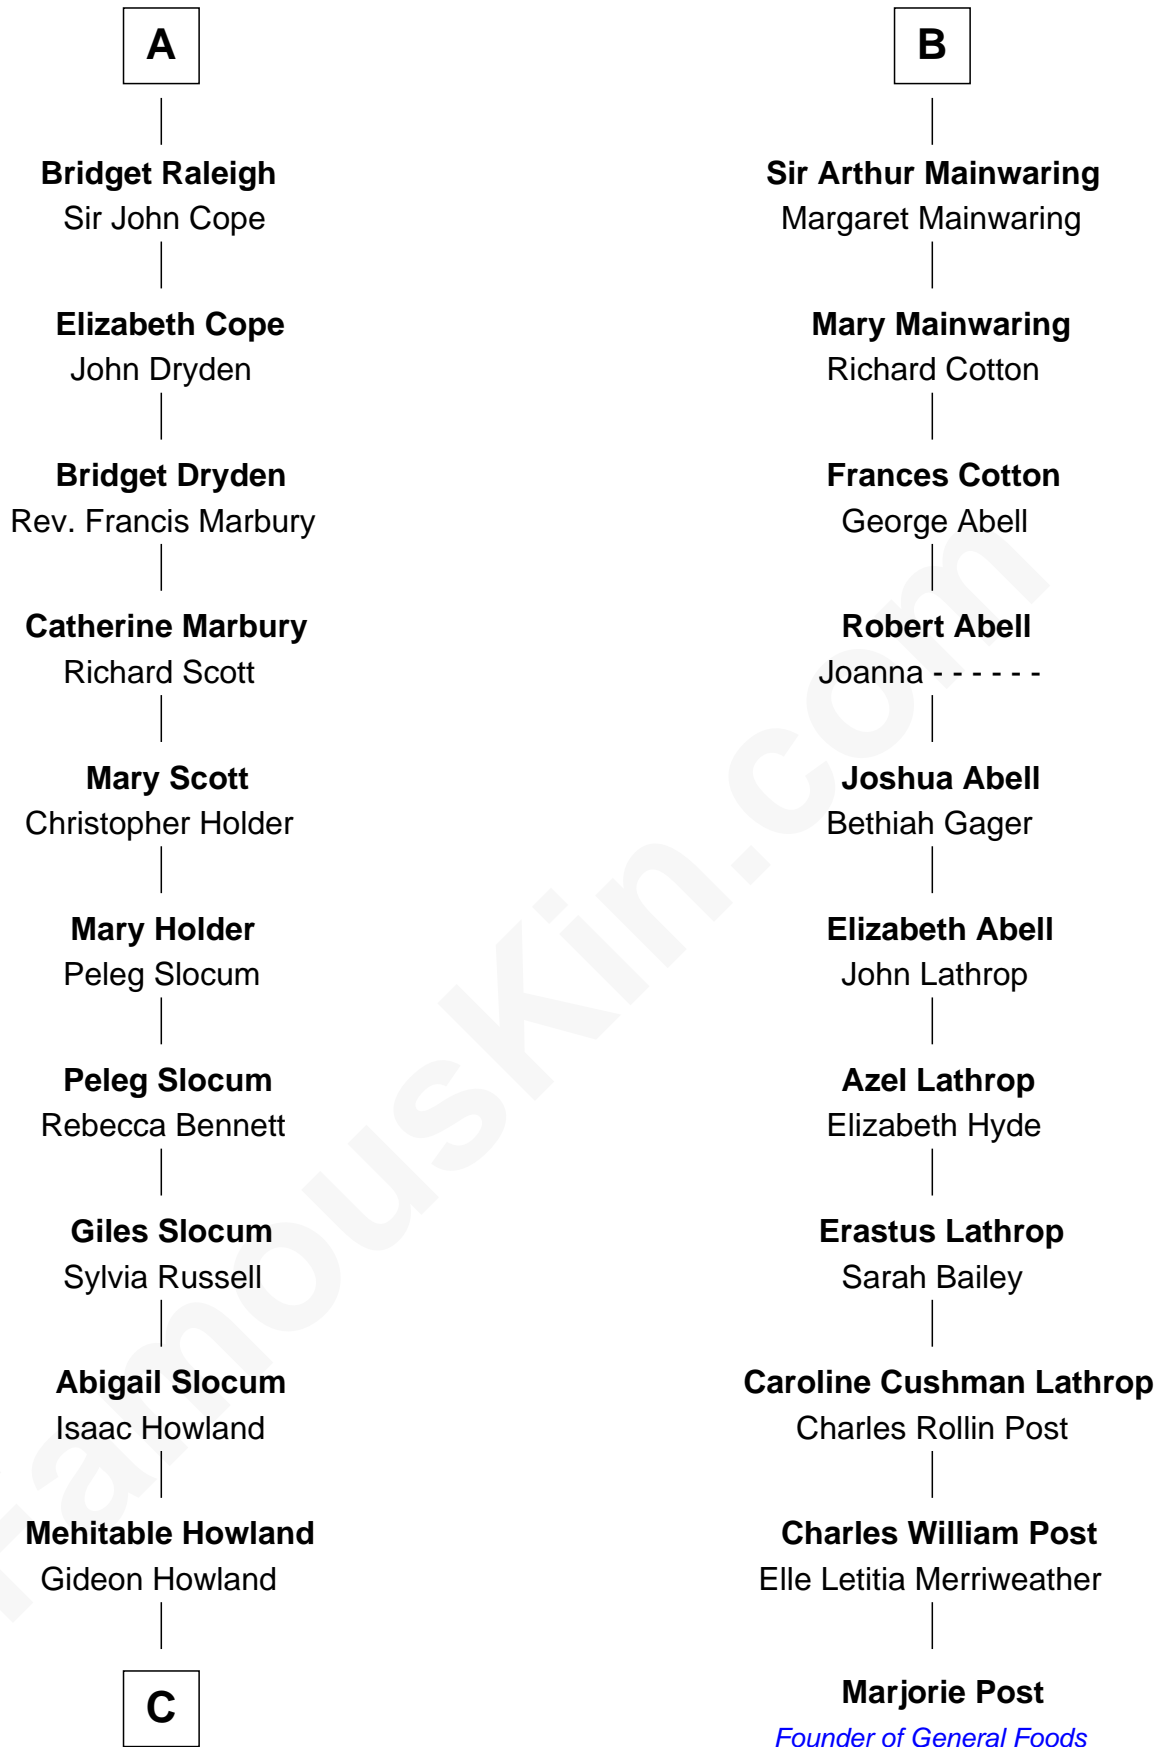 A
Bridget Raleigh
Sir John Cope
Elizabeth Cope
John Dryden
Bridget Dryden
Rev. Francis Marbury
Catherine Marbury
Richard Scott
Mary Scott
Christopher Holder
Mary Holder
Peleg Slocum
Peleg Slocum
Rebecca Bennett
Giles Slocum
Sylvia Russell
Abigail Slocum
Isaac Howland
Mehitable Howland
Gideon Howland
C
B
Sir Arthur Mainwaring
Margaret Mainwaring
Mary Mainwaring
Richard Cotton
Frances Cotton
George Abell
Robert Abell
Joanna - - - - - -
Joshua Abell
Bethiah Gager
Elizabeth Abell
John Lathrop
Azel Lathrop
Elizabeth Hyde
Erastus Lathrop
Sarah Bailey
Caroline Cushman Lathrop
Charles Rollin Post
Charles William Post
Elle Letitia Merriweather
Marjorie Post
Founder of General Foods
FamousKin.com